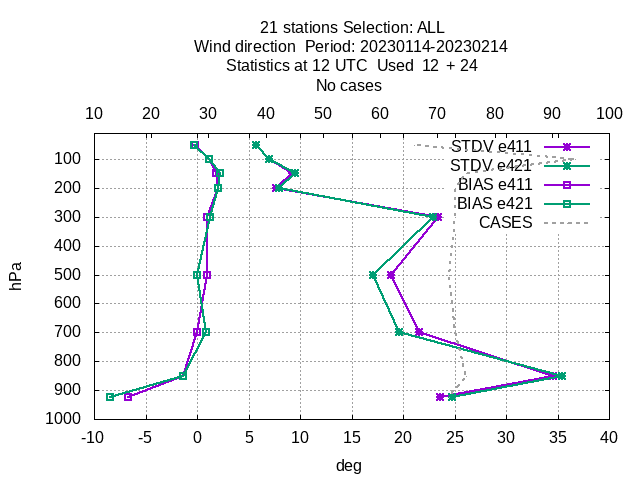 21 stations Selection: ALL
Wind direction  Period: 20230114-20230214
Statistics at 12 UTC  Used  12  + 24
No cases
10 20 30 40 50 60 70 80 90 100
STDV e411
STDV e421
BIAS e411
BIAS e421
CASES
hPa
100
200
300
400
500
600
700
800
900
1000
-10 -5 0 5 10 15 20 25 30 35 40
deg